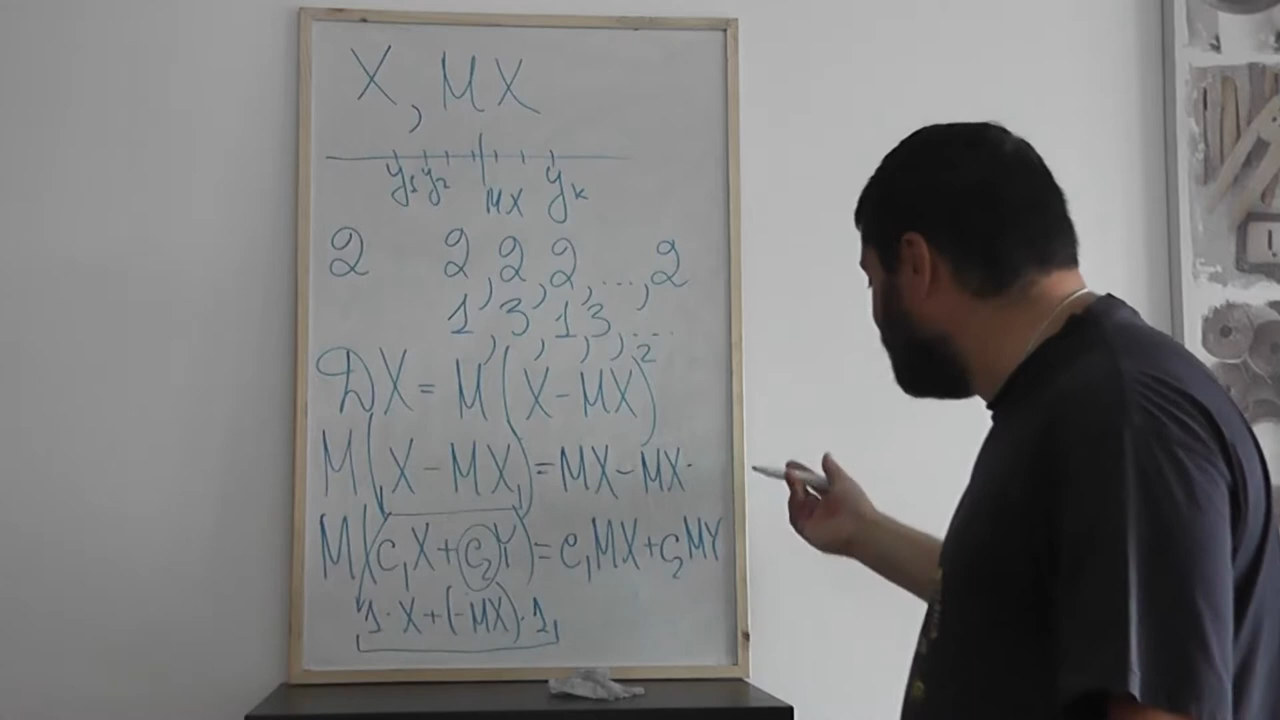 X, MX
y₁ y₂ MX yₖ
2 2, 2, 2, ..., 2
1, 3, 1, 3, ...
DX = M(X - MX)²
M(X - MX) = MX - MX·
M(c₁X + c₂Y) = c₁MX + c₂MY
1·X + (-MX)·1